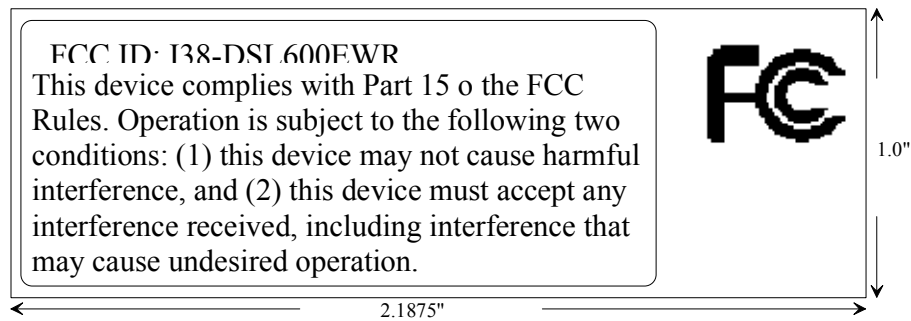 FCC ID: I38-DSL600EWR
This device complies with Part 15 o the FCC
Rules. Operation is subject to the following two
conditions: (1) this device may not cause harmful
interference, and (2) this device must accept any
interference received, including interference that
may cause undesired operation.
FCC
1.0"
2.1875"